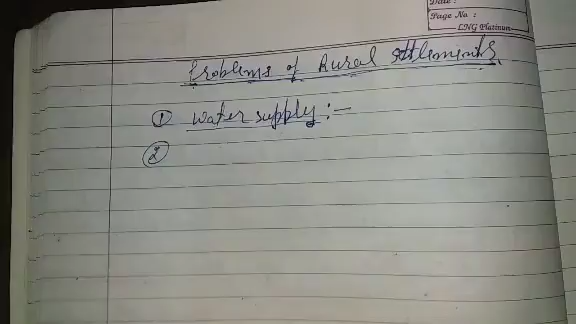 Date :
Page No. :
LNG Platinum
Problems of Rural settlements
① water supply :-
②